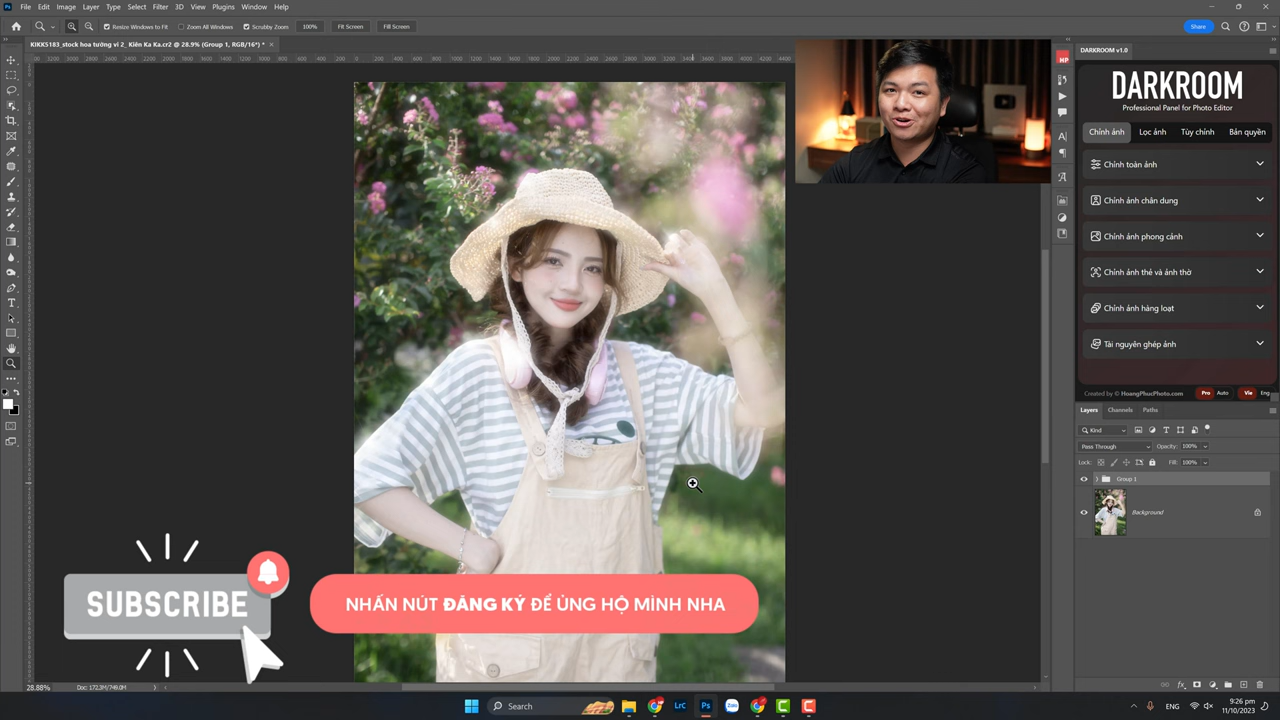 File Edit Image Layer Type Select Filter 3D View Plugins Window Help
Resize Windows to Fit Zoom All Windows Scrubby Zoom 100% Fit Screen Fill Screen Share
KIKK5183_stock hoa tường vi 2_ Kiên Ka Ka.cr2 @ 28.9% (Group 1, RGB/16*) *
DARKROOM v1.0
DARKROOM
Professional Panel for Photo Editor
Chỉnh ảnh Lọc ảnh Tùy chỉnh Bản quyền
Chỉnh toàn ảnh
Chỉnh ảnh chân dung
Chỉnh ảnh phong cảnh
Chỉnh ảnh thẻ và ảnh thờ
Chỉnh ảnh hàng loạt
Tài nguyên ghép ảnh
Created by © HoangPhucPhoto.com Pro Auto Vie Eng
Layers Channels Paths
Kind
Pass Through Opacity: 100%
Lock: Fill: 100%
Group 1
Background
SUBSCRIBE
NHẤN NÚT ĐĂNG KÝ ĐỂ ỦNG HỘ MÌNH NHA
28.88% Doc: 172.3M/749.0M
Search Lrc Ps Zalo ENG 9:26 pm
11/10/2023